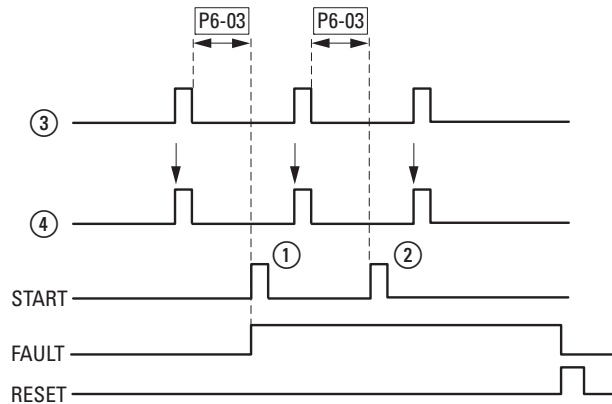 P6-03 P6-03
③
④
① ②
START
FAULT
RESET